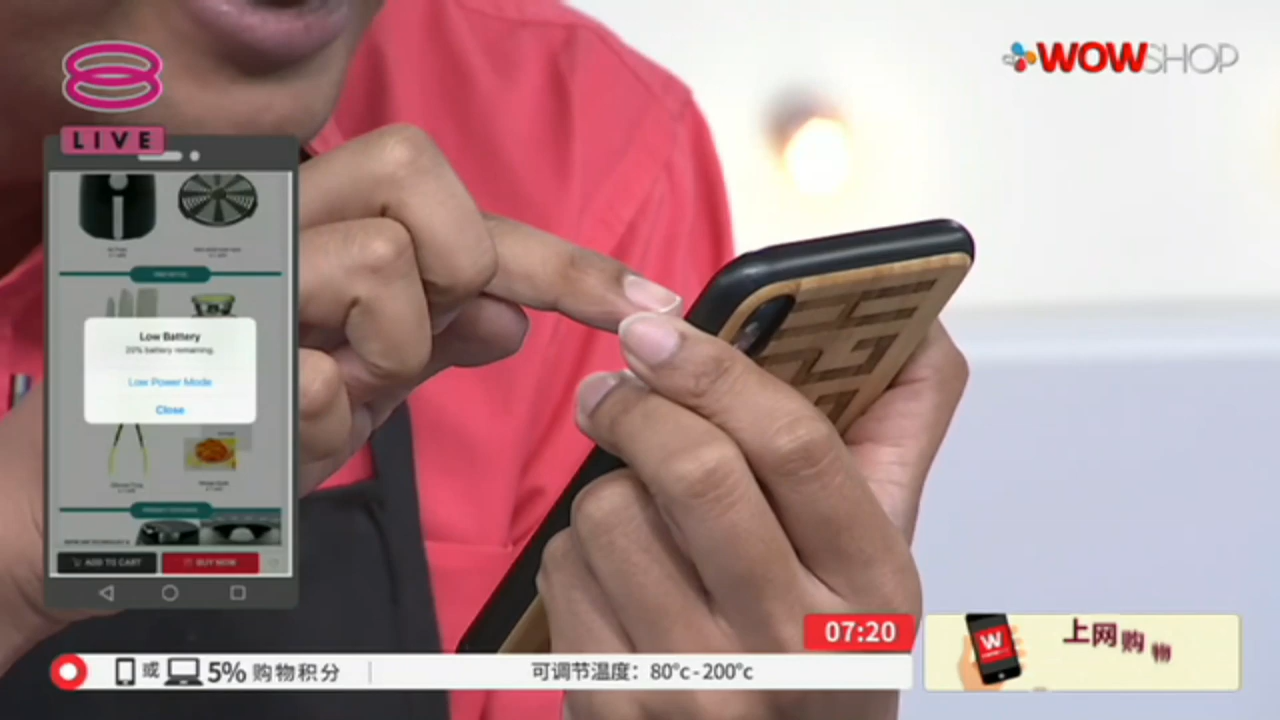 WOWSHOP
LIVE
Low Battery
20% battery remaining.
Low Power Mode
Close
ADD TO CART
BUY NOW
07:20
上网购物
W
或 5% 购物积分
可调节温度：80°c-200°c